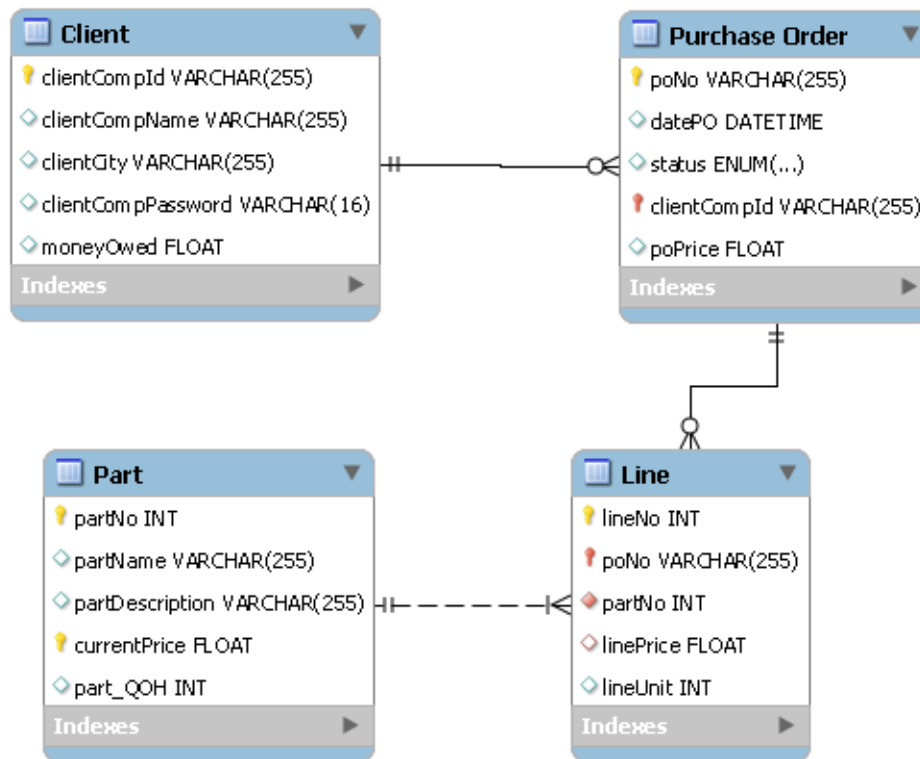 Client
clientCompId VARCHAR(255)
clientCompName VARCHAR(255)
clientCity VARCHAR(255)
clientCompPassword VARCHAR(16)
moneyOwed FLOAT
Indexes
Purchase Order
poNo VARCHAR(255)
datePO DATETIME
status ENUM(...)
clientCompId VARCHAR(255)
poPrice FLOAT
Indexes
Part
partNo INT
partName VARCHAR(255)
partDescription VARCHAR(255)
currentPrice FLOAT
part_QOH INT
Indexes
Line
lineNo INT
poNo VARCHAR(255)
partNo INT
linePrice FLOAT
lineUnit INT
Indexes